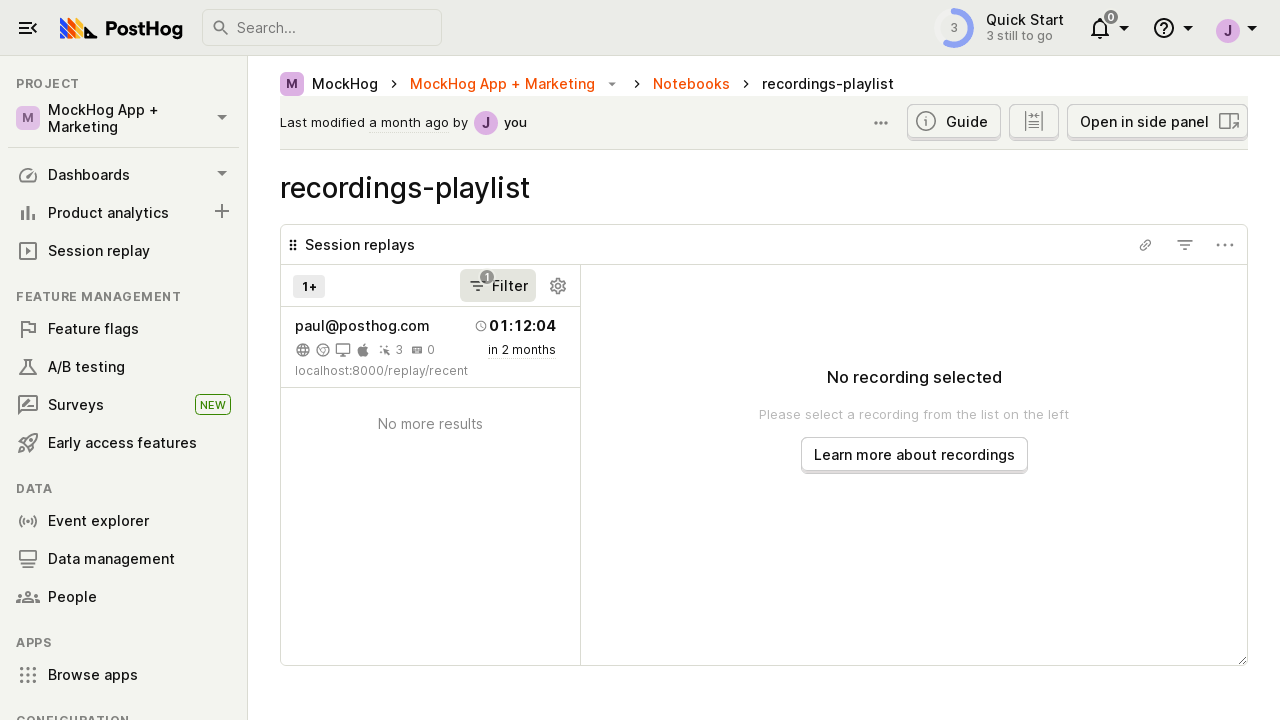 PostHog
Search...
3
Quick Start
3 still to go
0
J
PROJECT
M
MockHog App +
Marketing
Dashboards
Product analytics
Session replay
FEATURE MANAGEMENT
Feature flags
A/B testing
Surveys
NEW
Early access features
DATA
Event explorer
Data management
People
APPS
Browse apps
CONFIGURATION
M MockHog > MockHog App + Marketing > Notebooks > recordings-playlist
Last modified a month ago by J you
Guide
Open in side panel
recordings-playlist
Session replays
1+
1
Filter
paul@posthog.com
01:12:04
3
0
in 2 months
localhost:8000/replay/recent
No more results
No recording selected
Please select a recording from the list on the left
Learn more about recordings